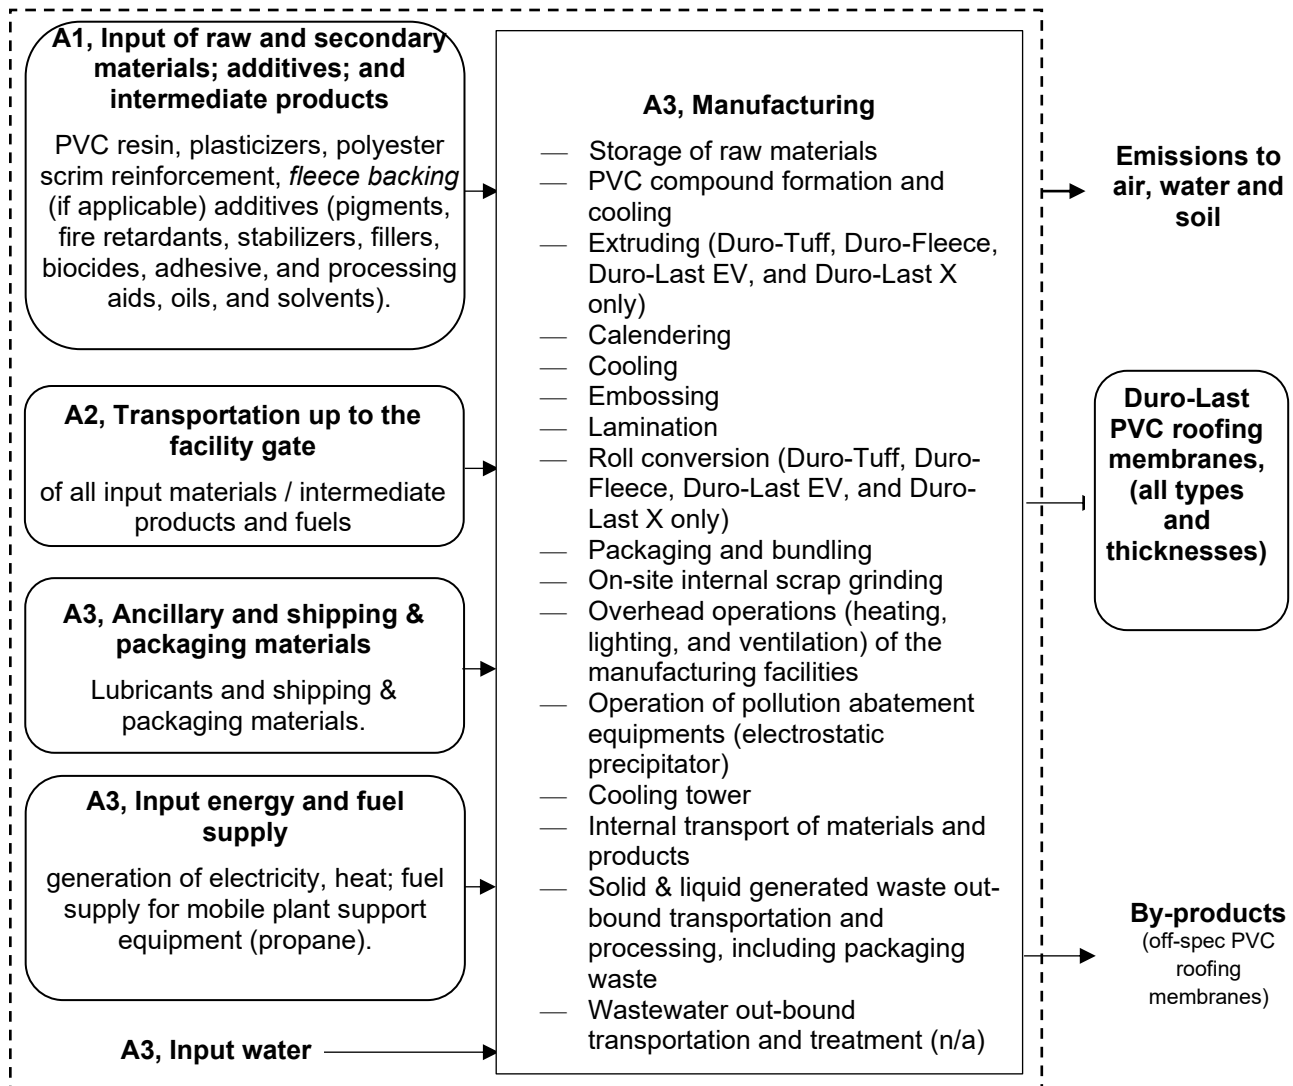 A1, Input of raw and secondary
materials; additives; and
intermediate products
PVC resin, plasticizers, polyester
scrim reinforcement, fleece backing
(if applicable) additives (pigments,
fire retardants, stabilizers, fillers,
biocides, adhesive, and processing
aids, oils, and solvents).
A2, Transportation up to the
facility gate
of all input materials / intermediate
products and fuels
A3, Ancillary and shipping &
packaging materials
Lubricants and shipping &
packaging materials.
A3, Input energy and fuel
supply
generation of electricity, heat; fuel
supply for mobile plant support
equipment (propane).
A3, Input water
A3, Manufacturing
— Storage of raw materials
— PVC compound formation and
cooling
— Extruding (Duro-Tuff, Duro-Fleece,
Duro-Last EV, and Duro-Last X
only)
— Calendering
— Cooling
— Embossing
— Lamination
— Roll conversion (Duro-Tuff, Duro-
Fleece, Duro-Last EV, and Duro-
Last X only)
— Packaging and bundling
— On-site internal scrap grinding
— Overhead operations (heating,
lighting, and ventilation) of the
manufacturing facilities
— Operation of pollution abatement
equipments (electrostatic
precipitator)
— Cooling tower
— Internal transport of materials and
products
— Solid & liquid generated waste out-
bound transportation and
processing, including packaging
waste
— Wastewater out-bound
transportation and treatment (n/a)
Emissions to
air, water and
soil
Duro-Last
PVC roofing
membranes,
(all types
and
thicknesses)
By-products
(off-spec PVC
roofing
membranes)